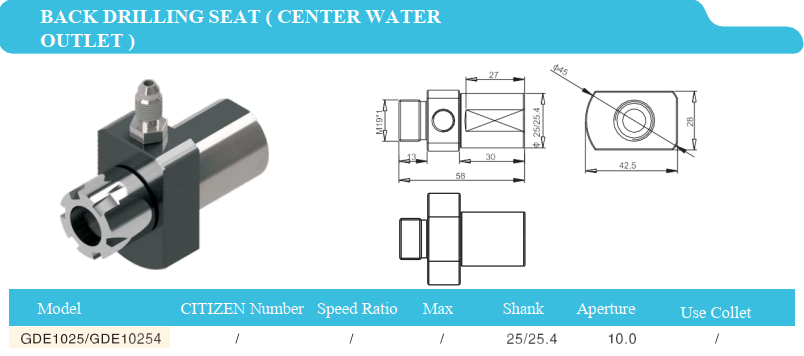 BACK DRILLING SEAT ( CENTER WATER
OUTLET )
27
Φ45
M19*1
Φ 25/25.4
28
13
30
42,5
58
Model CITIZEN Number Speed Ratio Max Shank Aperture Use Collet
GDE1025/GDE10254 / / / 25/25.4 10.0 /